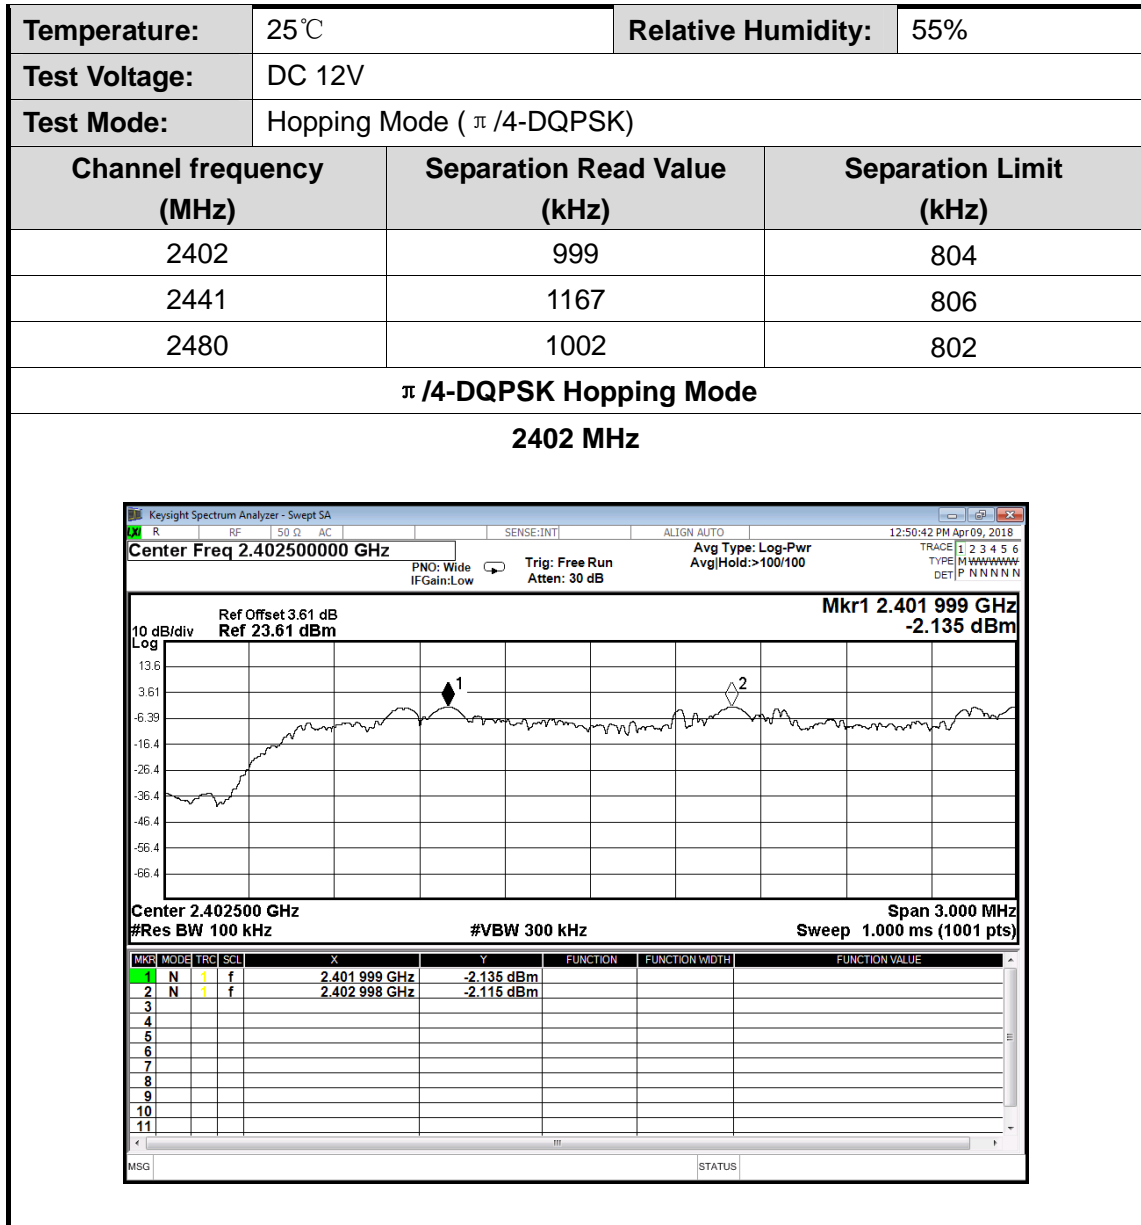 Temperature: 25℃ Relative Humidity: 55%
Test Voltage: DC 12V
Test Mode: Hopping Mode ( π /4-DQPSK)
Channel frequency (MHz) Separation Read Value (kHz) Separation Limit (kHz)
2402 999 804
2441 1167 806
2480 1002 802
π /4-DQPSK Hopping Mode
2402 MHz
Keysight Spectrum Analyzer - Swept SA
LXI R RF 50 Ω AC SENSE:INT ALIGN AUTO 12:50:42 PM Apr 09, 2018
Center Freq 2.402500000 GHz
PNO: Wide
IFGain:Low
Trig: Free Run
Atten: 30 dB
Avg Type: Log-Pwr
Avg|Hold:>100/100
TRACE 1 2 3 4 5 6
TYPE M WWWWW
DET P N N N N N
Mkr1 2.401 999 GHz
-2.135 dBm
Ref Offset 3.61 dB
10 dB/div Ref 23.61 dBm
Log
13.6
3.61
-6.39
-16.4
-26.4
-36.4
-46.4
-56.4
-66.4
1
2
Center 2.402500 GHz Span 3.000 MHz
#Res BW 100 kHz #VBW 300 kHz Sweep 1.000 ms (1001 pts)
MKR MODE TRC SCL X Y FUNCTION FUNCTION WIDTH FUNCTION VALUE
1 N 1 f 2.401 999 GHz -2.135 dBm
2 N 1 f 2.402 998 GHz -2.115 dBm
3
4
5
6
7
8
9
10
11
MSG STATUS